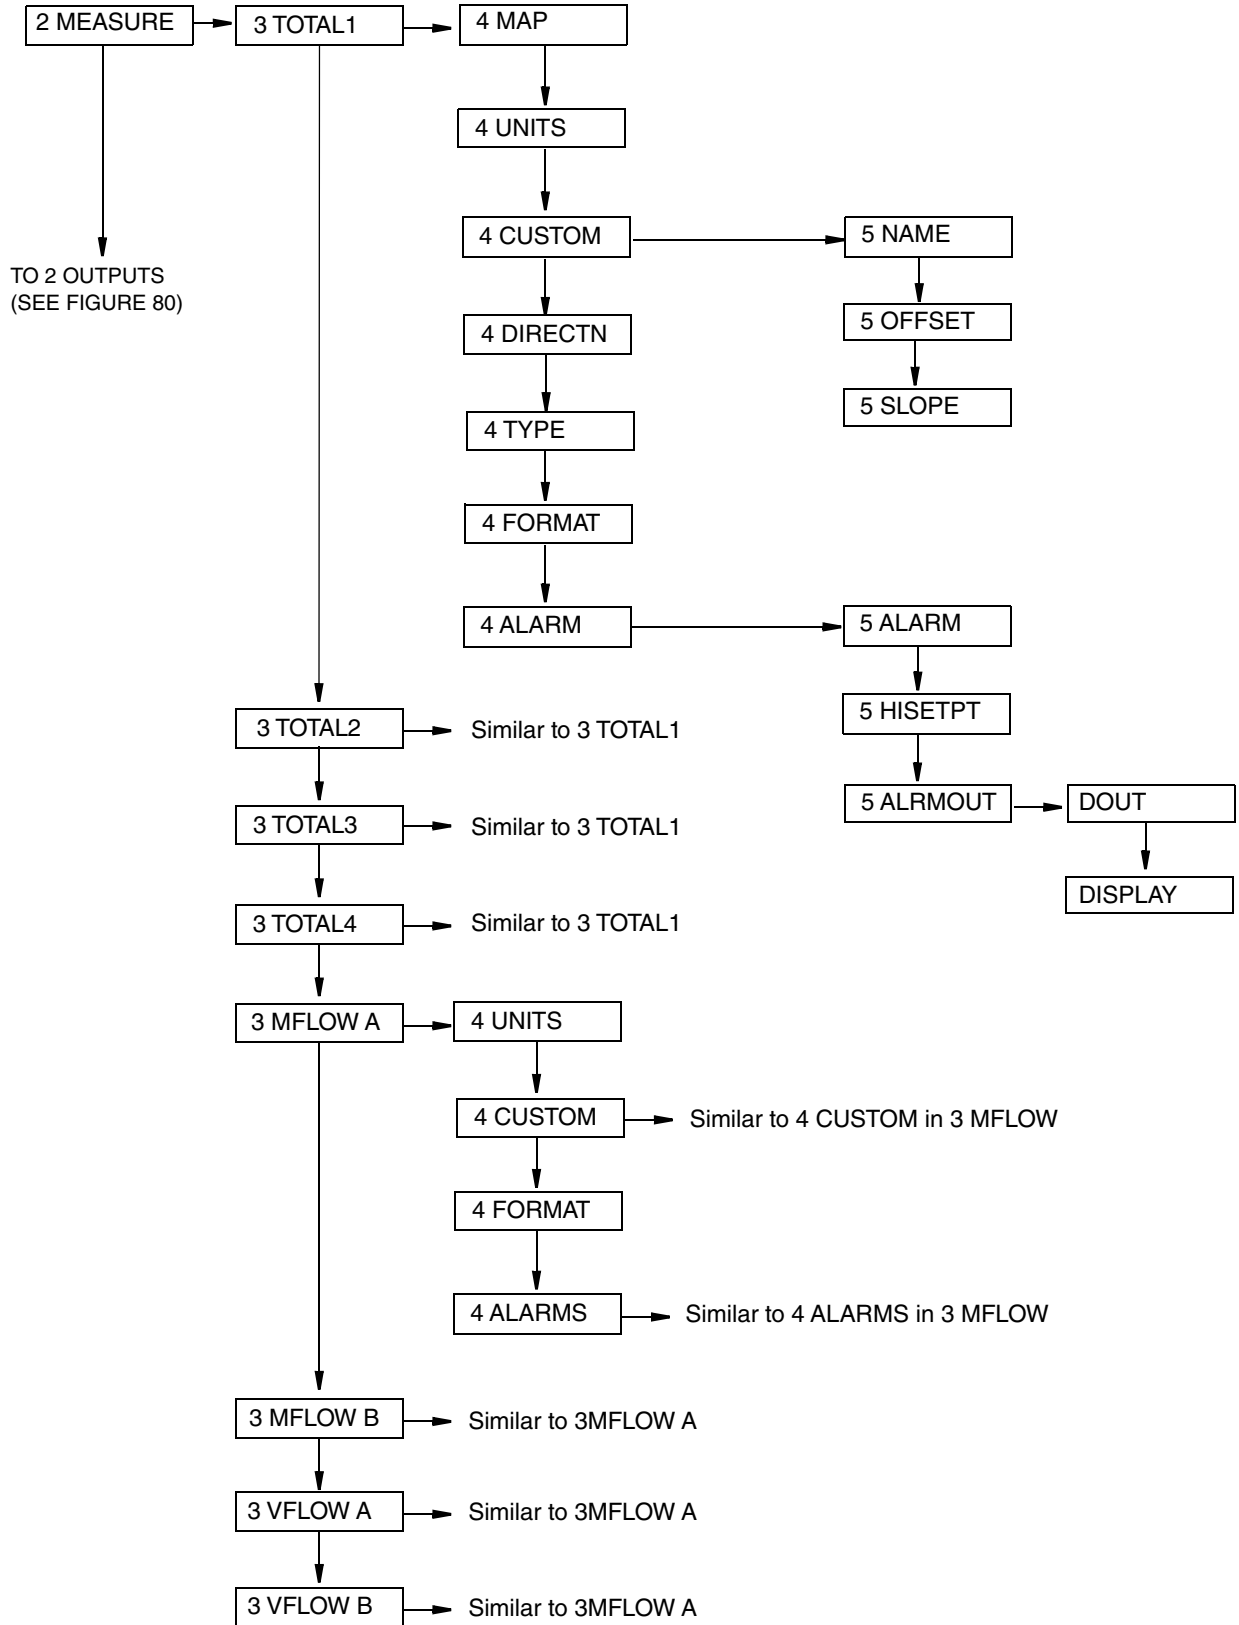 2 MEASURE
3 TOTAL1
4 MAP
4 UNITS
4 CUSTOM
5 NAME
TO 2 OUTPUTS
(SEE FIGURE 80)
5 OFFSET
4 DIRECTN
5 SLOPE
4 TYPE
4 FORMAT
4 ALARM
5 ALARM
5 HISETPT
3 TOTAL2
Similar to 3 TOTAL1
5 ALRMOUT
DOUT
3 TOTAL3
Similar to 3 TOTAL1
DISPLAY
3 TOTAL4
Similar to 3 TOTAL1
3 MFLOW A
4 UNITS
4 CUSTOM
Similar to 4 CUSTOM in 3 MFLOW
4 FORMAT
4 ALARMS
Similar to 4 ALARMS in 3 MFLOW
3 MFLOW B
Similar to 3MFLOW A
3 VFLOW A
Similar to 3MFLOW A
3 VFLOW B
Similar to 3MFLOW A